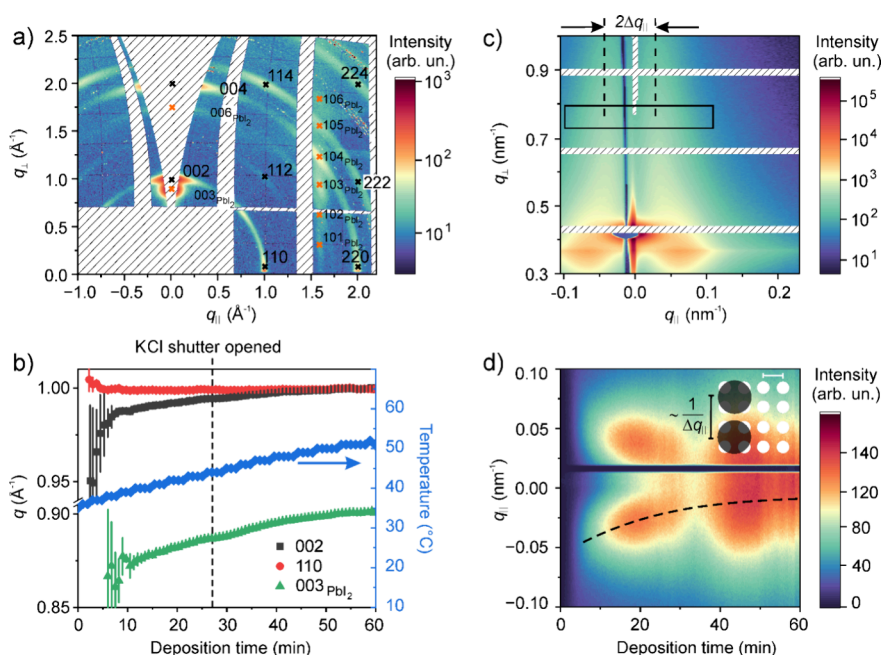 a)
2.5
2.0
1.5
1.0
0.5
0.0
q⊥ (Å⁻¹)
-1.0 -0.5 0.0 0.5 1.0 1.5 2.0
q|| (Å⁻¹)
004
114
224
006PbI2
106PbI2
105PbI2
104PbI2
002
112
003PbI2
103PbI2
222
102PbI2
101PbI2
110
220
Intensity
(arb. un.)
10³
10²
10¹
c)
2Δq||
0.9
0.7
0.5
0.3
q⊥ (nm⁻¹)
-0.1 0.0 0.1 0.2
q|| (nm⁻¹)
Intensity
(arb. un.)
10⁵
10⁴
10³
10²
10¹
b)
KCl shutter opened
1.00
0.95
0.90
0.85
q (Å⁻¹)
60
50
40
30
20
10
Temperature (°C)
002
110
003PbI2
0 10 20 30 40 50 60
Deposition time (min)
d)
0.10
0.05
0.00
-0.05
-0.10
q|| (nm⁻¹)
~ 1
Δq||
0 20 40 60
Deposition time (min)
Intensity
(arb. un.)
140
120
100
80
60
40
20
0